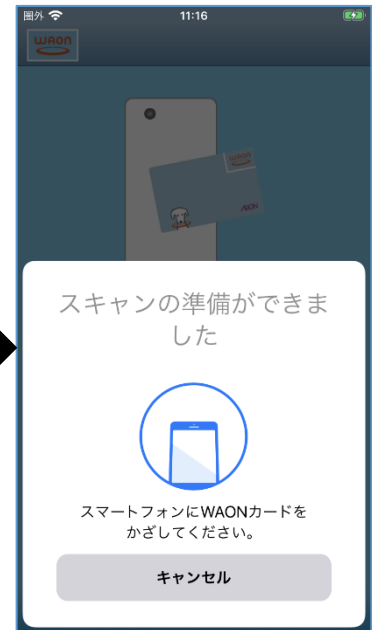 圏外 11:16
WAON
WAON
AEON
スキャンの準備ができま
した
スマートフォンにWAONカードを
かざしてください。
キャンセル